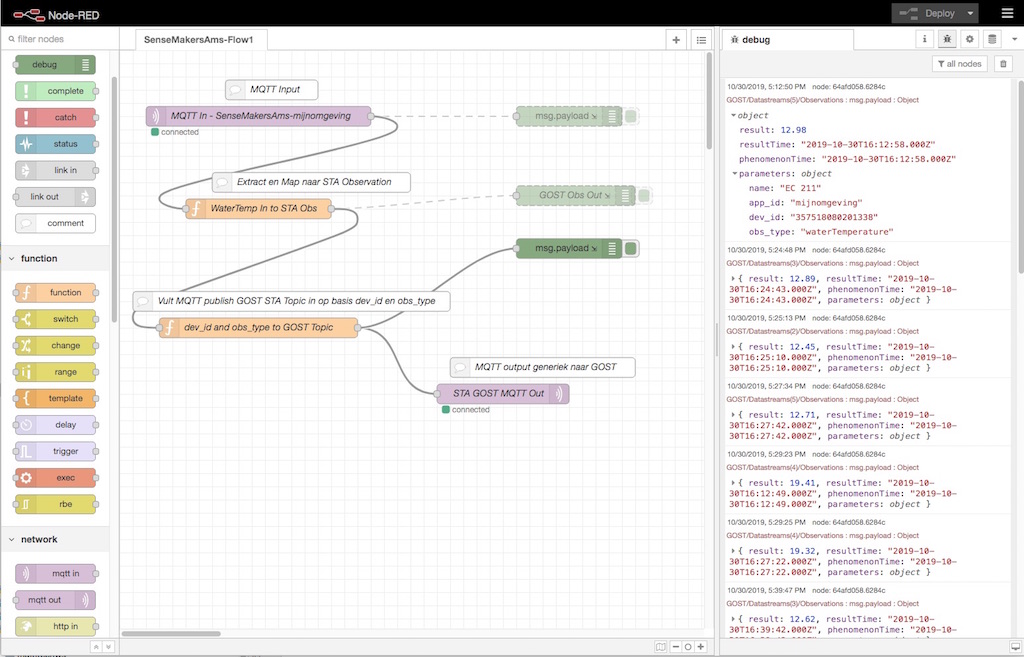 Node-RED
Deploy
filter nodes
debug
complete
catch
status
link in
link out
comment
function
function
switch
change
range
template
delay
trigger
exec
rbe
network
mqtt in
mqtt out
http in
SenseMakersAms-Flow1
MQTT Input
MQTT In - SenseMakersAms-mijnomgeving
connected
msg.payload
Extract en Map naar STA Observation
WaterTemp In to STA Obs
GOST Obs Out
msg.payload
Vult MQTT publish GOST STA Topic in op basis dev_id en obs_type
dev_id and obs_type to GOST Topic
MQTT output generiek naar GOST
STA GOST MQTT Out
connected
debug
all nodes
10/30/2019, 5:12:50 PM node: 64afd058.6284c
GOST/Datastreams(5)/Observations : msg.payload : Object
object
result: 12.98
resultTime: "2019-10-30T16:12:58.000Z"
phenomenonTime: "2019-10-30T16:12:58.000Z"
parameters: object
name: "EC 211"
app_id: "mijnomgeving"
dev_id: "357518080201338"
obs_type: "waterTemperature"
10/30/2019, 5:24:48 PM node: 64afd058.6284c
GOST/Datastreams(3)/Observations : msg.payload : Object
{ result: 12.89, resultTime: "2019-10-
30T16:24:43.000Z", phenomenonTime: "2019-10-
30T16:24:43.000Z", parameters: object }
10/30/2019, 5:25:13 PM node: 64afd058.6284c
GOST/Datastreams(2)/Observations : msg.payload : Object
{ result: 12.45, resultTime: "2019-10-
30T16:25:10.000Z", phenomenonTime: "2019-10-
30T16:25:10.000Z", parameters: object }
10/30/2019, 5:27:34 PM node: 64afd058.6284c
GOST/Datastreams(5)/Observations : msg.payload : Object
{ result: 12.71, resultTime: "2019-10-
30T16:27:42.000Z", phenomenonTime: "2019-10-
30T16:27:42.000Z", parameters: object }
10/30/2019, 5:29:23 PM node: 64afd058.6284c
GOST/Datastreams(4)/Observations : msg.payload : Object
{ result: 19.41, resultTime: "2019-10-
30T16:12:49.000Z", phenomenonTime: "2019-10-
30T16:12:49.000Z", parameters: object }
10/30/2019, 5:29:25 PM node: 64afd058.6284c
GOST/Datastreams(4)/Observations : msg.payload : Object
{ result: 19.32, resultTime: "2019-10-
30T16:27:22.000Z", phenomenonTime: "2019-10-
30T16:27:22.000Z", parameters: object }
10/30/2019, 5:39:47 PM node: 64afd058.6284c
GOST/Datastreams(3)/Observations : msg.payload : Object
{ result: 12.62, resultTime: "2019-10-
30T16:39:42.000Z", phenomenonTime: "2019-10-